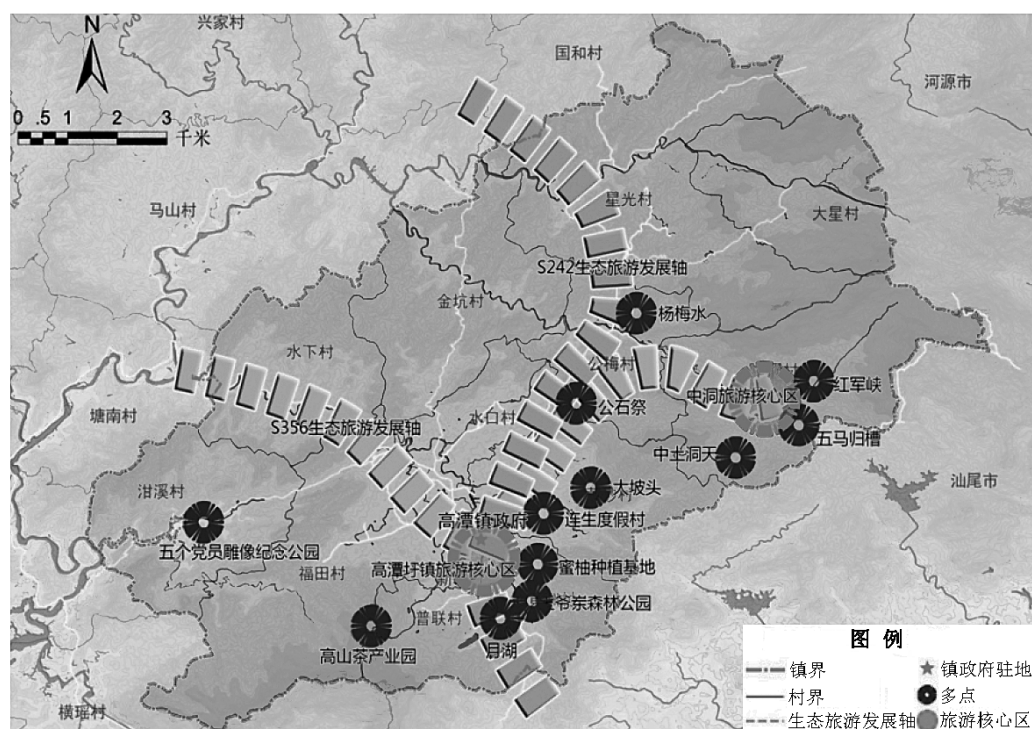 兴家村
N
国和村
河源市
0 .5 1 2 3
千米
马山村
星光村
大星村
S242生态旅游发展轴
金坑村
杨梅水
水下村
公梅村
红军峡
中洞旅游核心区
塘南村
水口村
公石祭
S356生态旅游发展轴
五马归槽
中土洞天
汕尾市
泔溪村
大坡头
村
高潭镇政府
连生度假村
五个党员雕像纪念公园
高潭圩镇旅游核心区
蜜柚种植基地
福田村
爷岽森林公园
普联村
高山茶产业园
月湖
横瑶村
图 例
镇界
镇政府驻地
村界
多点
生态旅游发展轴
旅游核心区